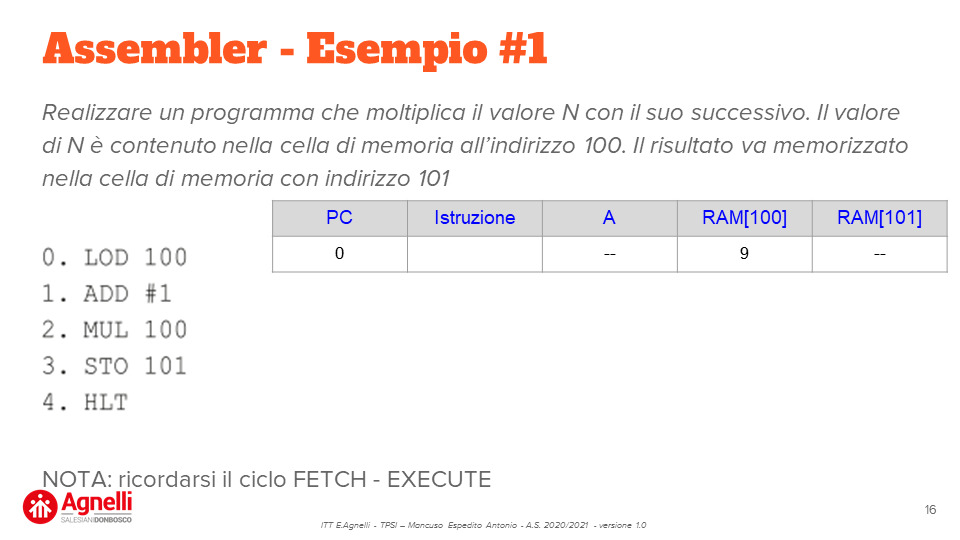 Assembler - Esempio #1
Realizzare un programma che moltiplica il valore N con il suo successivo. Il valore
di N è contenuto nella cella di memoria all’indirizzo 100. Il risultato va memorizzato
nella cella di memoria con indirizzo 101
PC Istruzione A RAM[100] RAM[101]
0 -- 9 --
0. LOD 100
1. ADD #1
2. MUL 100
3. STO 101
4. HLT
NOTA: ricordarsi il ciclo FETCH - EXECUTE
Agnelli
SALESIANI DONBOSCO
ITT E.Agnelli - TPSI – Mancuso Espedito Antonio - A.S. 2020/2021 - versione 1.0
16